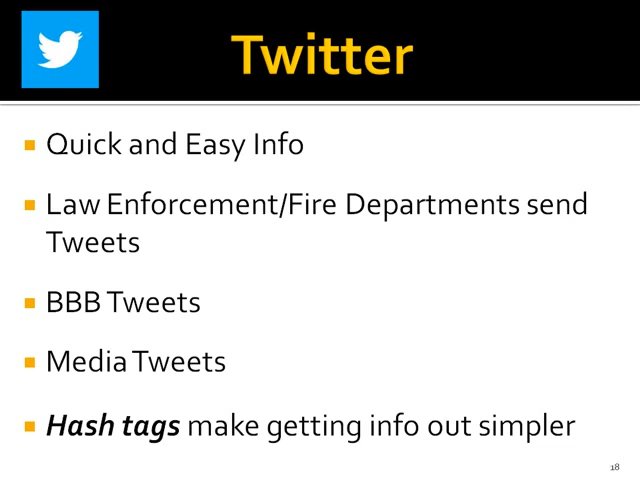 Twitter
Quick and Easy Info
Law Enforcement/Fire Departments send
Tweets
BBB Tweets
Media Tweets
Hash tags make getting info out simpler
18